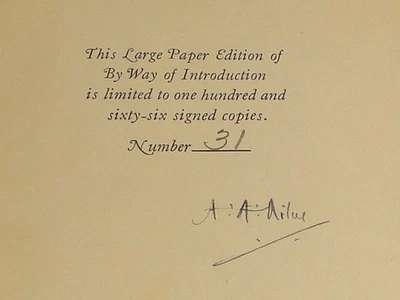 This Large Paper Edition of
By Way of Introduction
is limited to one hundred and
sixty-six signed copies.
Number 31
A. A. Milne